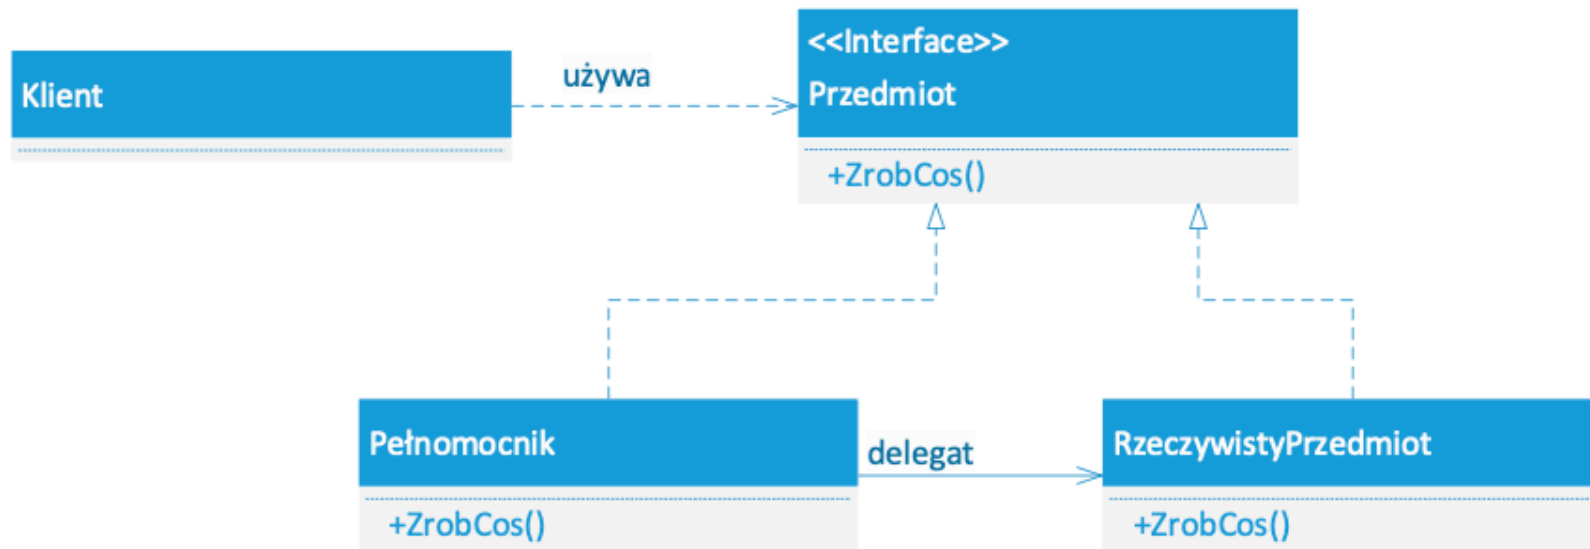 <<Interface>>
Przedmiot
Klient
używa
+ZrobCos()
Pełnomocnik
delegat
RzeczywistyPrzedmiot
+ZrobCos()
+ZrobCos()